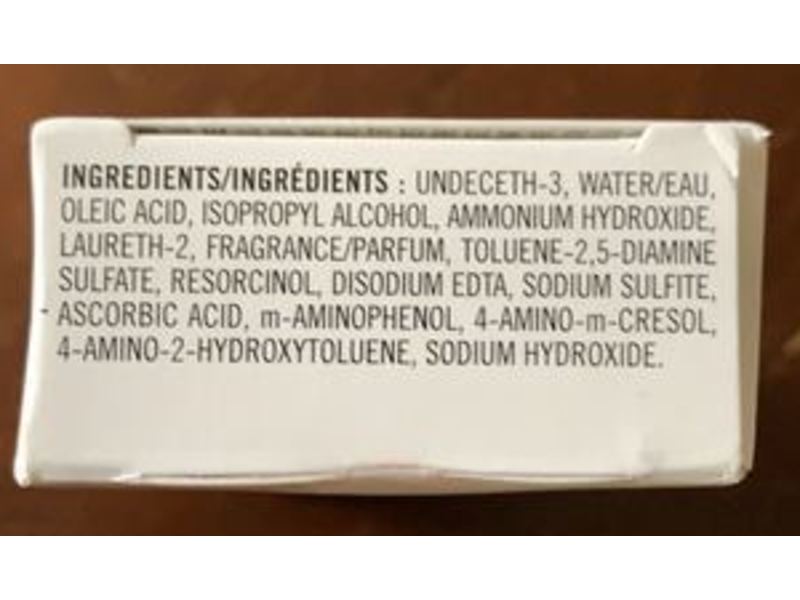 INGREDIENTS/INGRÉDIENTS : UNDECETH-3, WATER/EAU,
OLEIC ACID, ISOPROPYL ALCOHOL, AMMONIUM HYDROXIDE,
LAURETH-2, FRAGRANCE/PARFUM, TOLUENE-2,5-DIAMINE
SULFATE, RESORCINOL, DISODIUM EDTA, SODIUM SULFITE,
ASCORBIC ACID, m-AMINOPHENOL, 4-AMINO-m-CRESOL,
4-AMINO-2-HYDROXYTOLUENE, SODIUM HYDROXIDE.